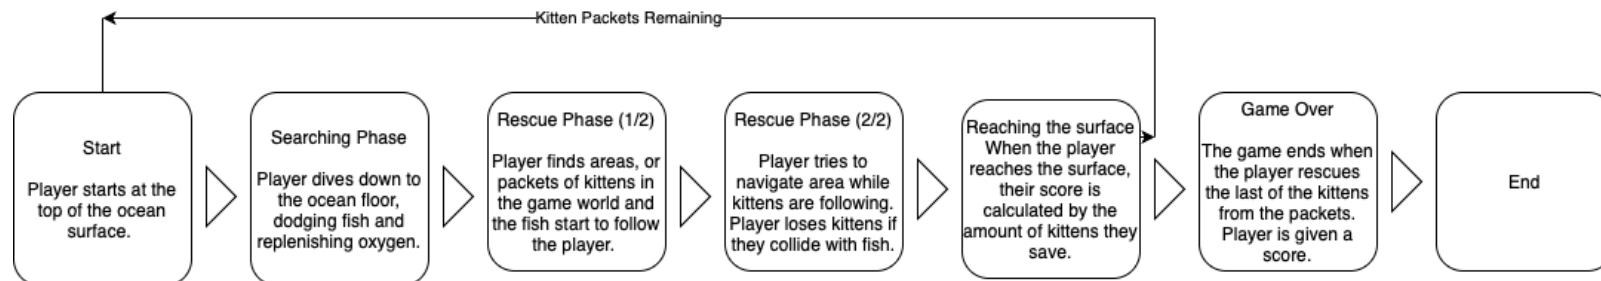 Kitten Packets Remaining
Start
Player starts at the
top of the ocean
surface.
Searching Phase
Player dives down to
the ocean floor,
dodging fish and
replenishing oxygen.
Rescue Phase (1/2)
Player finds areas, or
packets of kittens in
the game world and
the fish start to follow
the player.
Rescue Phase (2/2)
Player tries to
navigate area while
kittens are following.
Player loses kittens if
they collide with fish.
Reaching the surface
When the player
reaches the surface,
their score is
calculated by the
amount of kittens they
save.
Game Over
The game ends when
the player rescues
the last of the kittens
from the packets.
Player is given a
score.
End